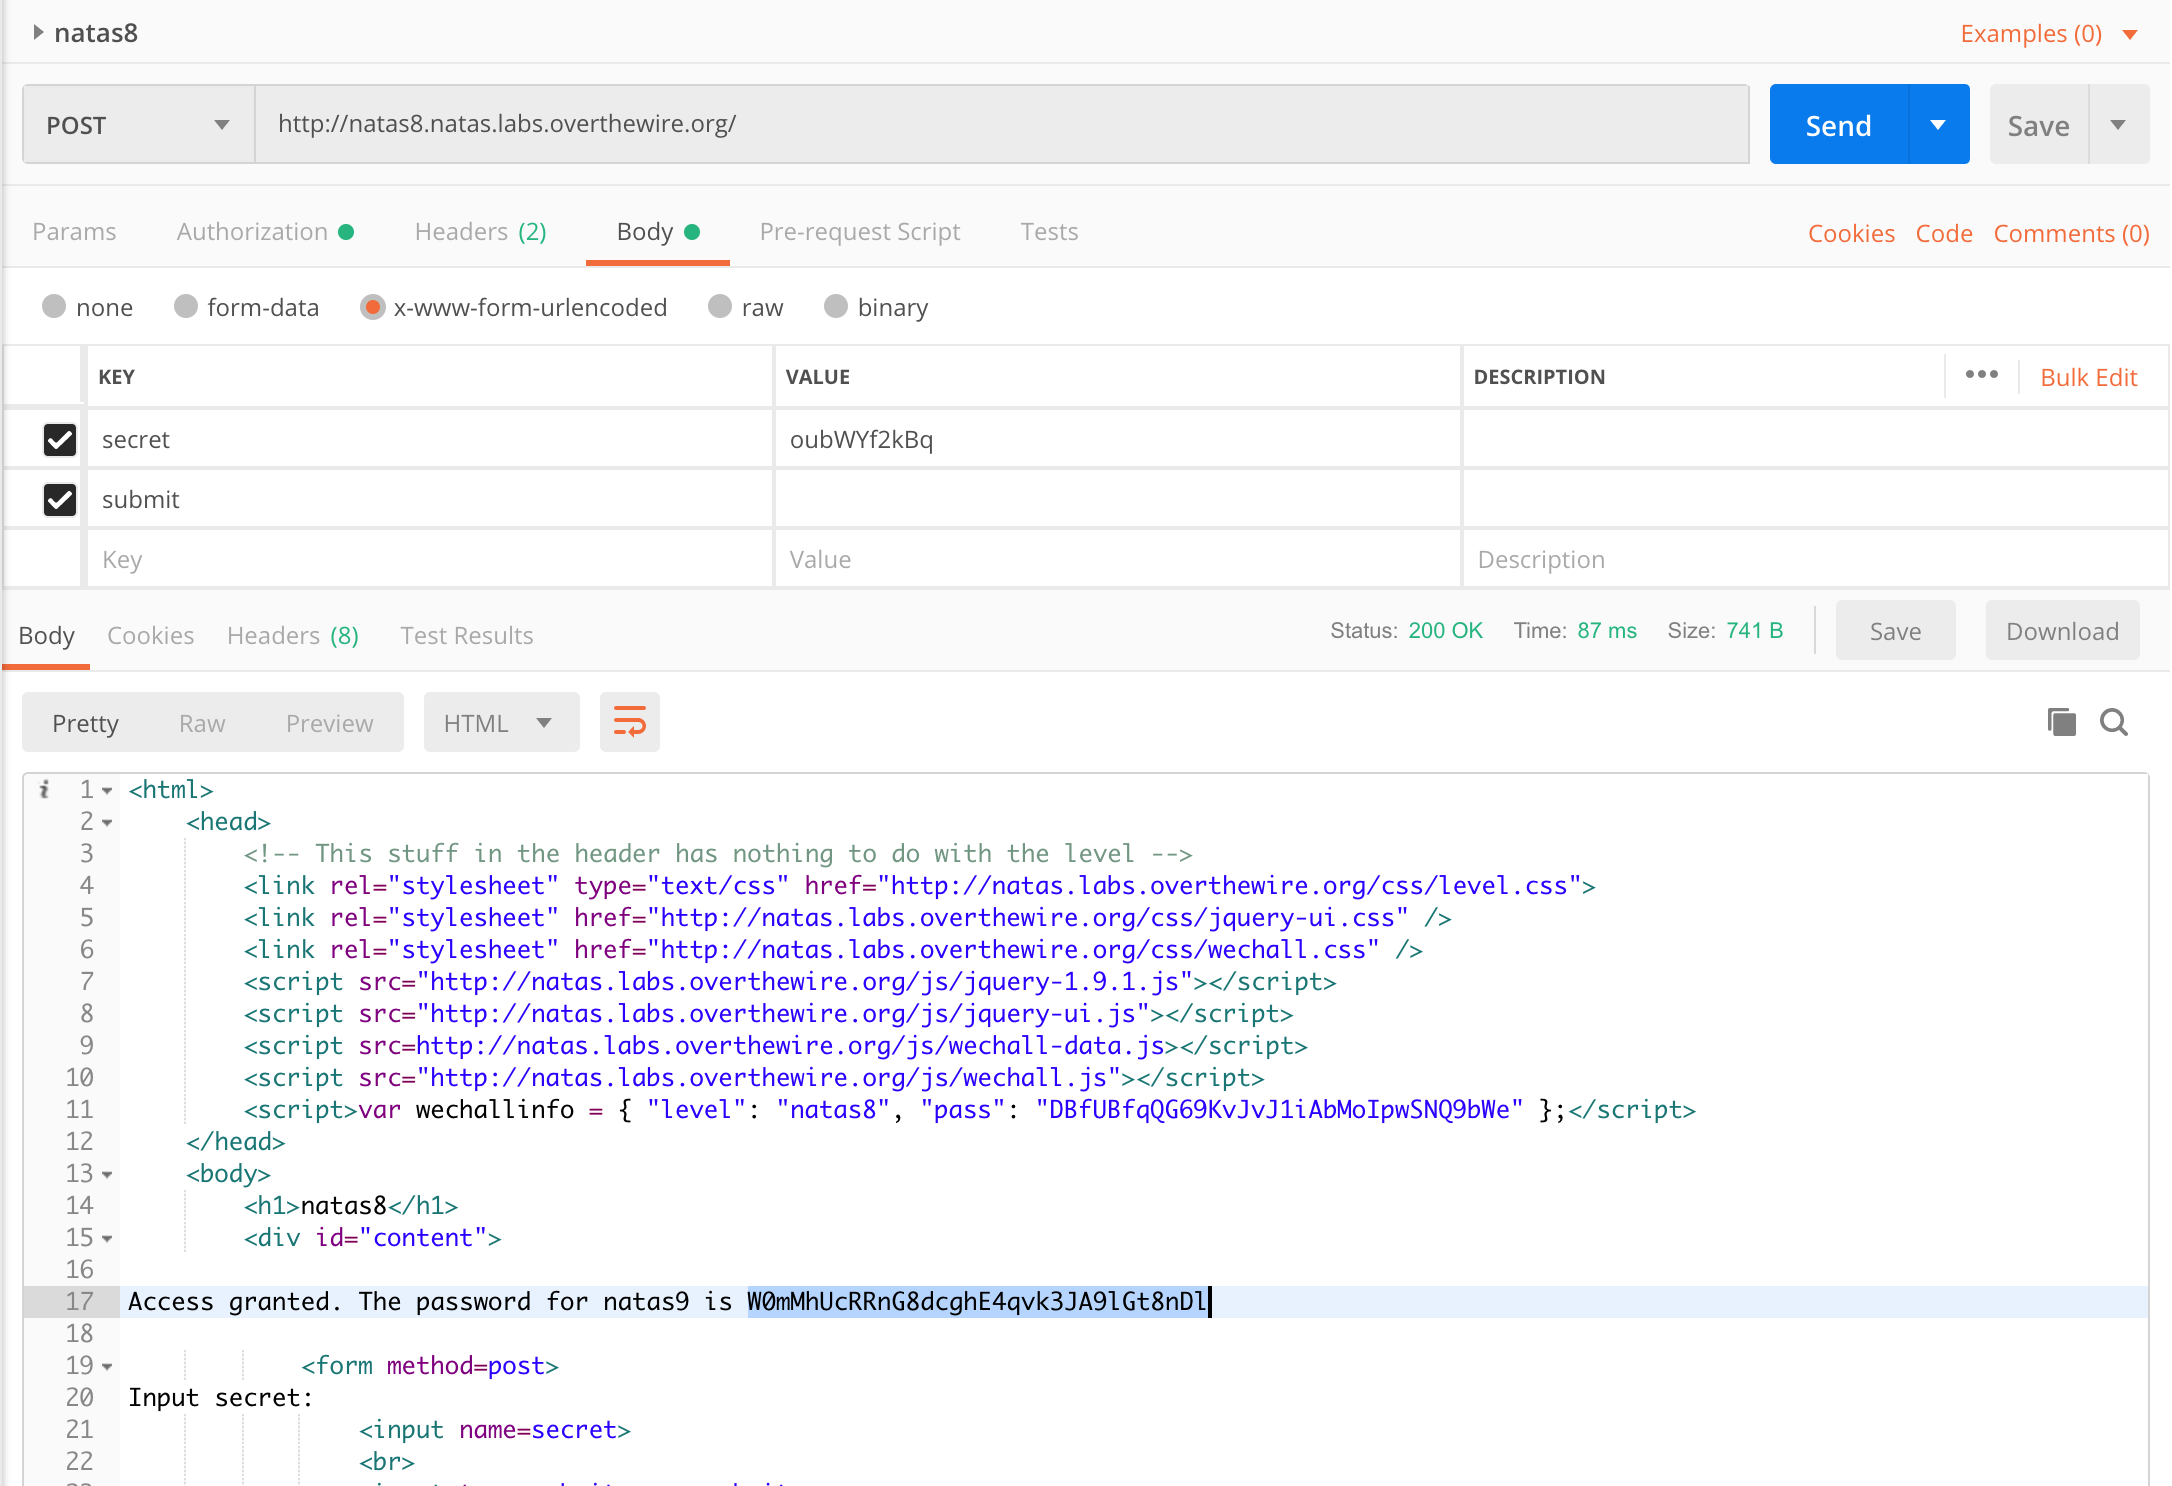 natas8
Examples (0)
POST
http://natas8.natas.labs.overthewire.org/
Send
Save
Params
Authorization
Headers (2)
Body
Pre-request Script
Tests
Cookies
Code
Comments (0)
none
form-data
x-www-form-urlencoded
raw
binary
KEY
VALUE
DESCRIPTION
Bulk Edit
secret
oubWYf2kBq
submit
Key
Value
Description
Body
Cookies
Headers (8)
Test Results
Status: 200 OK
Time: 87 ms
Size: 741 B
Save
Download
Pretty
Raw
Preview
HTML
i 1 <html>
2 <head>
3 <!-- This stuff in the header has nothing to do with the level -->
4 <link rel="stylesheet" type="text/css" href="http://natas.labs.overthewire.org/css/level.css">
5 <link rel="stylesheet" href="http://natas.labs.overthewire.org/css/jquery-ui.css" />
6 <link rel="stylesheet" href="http://natas.labs.overthewire.org/css/wechall.css" />
7 <script src="http://natas.labs.overthewire.org/js/jquery-1.9.1.js"></script>
8 <script src="http://natas.labs.overthewire.org/js/jquery-ui.js"></script>
9 <script src=http://natas.labs.overthewire.org/js/wechall-data.js></script>
10 <script src="http://natas.labs.overthewire.org/js/wechall.js"></script>
11 <script>var wechallinfo = { "level": "natas8", "pass": "DBfUBfqQG69KvJvJ1iAbMoIpwSNQ9bWe" };</script>
12 </head>
13 <body>
14 <h1>natas8</h1>
15 <div id="content">
16
17 Access granted. The password for natas9 is W0mMhUcRRnG8dcghE4qvk3JA9lGt8nDl
18
19 <form method=post>
20 Input secret:
21 <input name=secret>
22 <br>